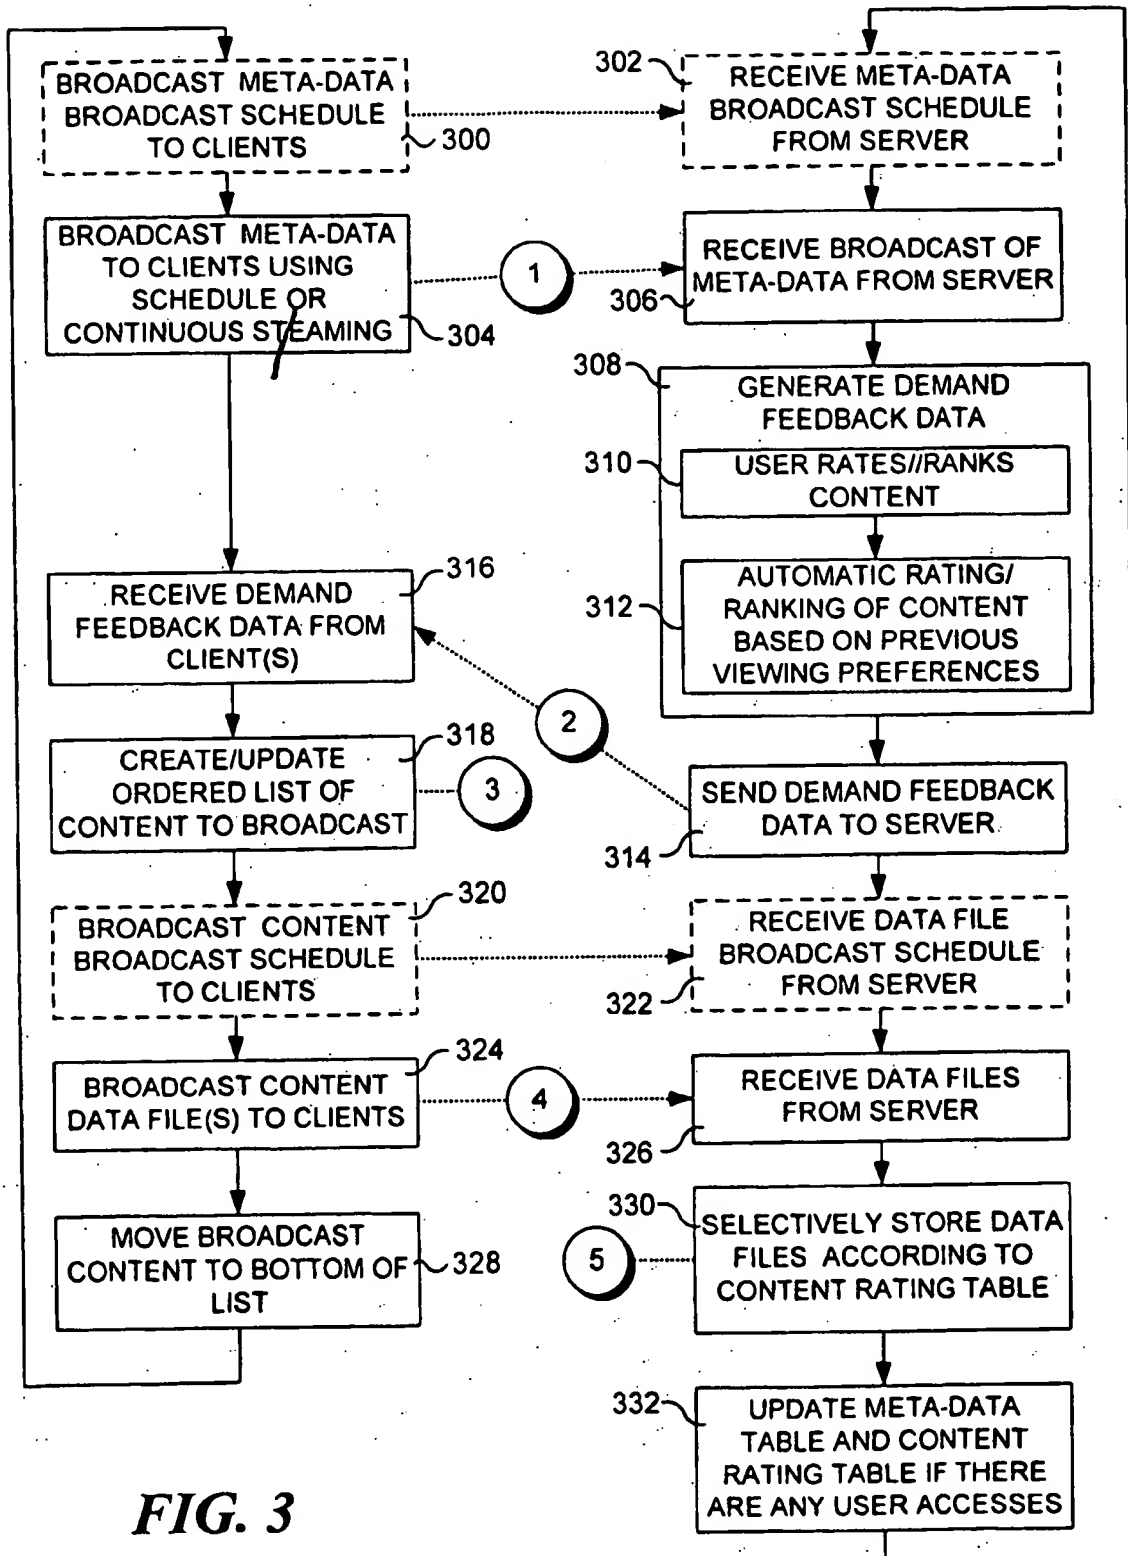 BROADCAST META-DATA
BROADCAST SCHEDULE
TO CLIENTS
300
302
RECEIVE META-DATA
BROADCAST SCHEDULE
FROM SERVER
BROADCAST META-DATA
TO CLIENTS USING
SCHEDULE OR
CONTINUOUS STEAMING
304
1
RECEIVE BROADCAST OF
META-DATA FROM SERVER
306
308
GENERATE DEMAND
FEEDBACK DATA
310
USER RATES//RANKS
CONTENT
312
AUTOMATIC RATING/
RANKING OF CONTENT
BASED ON PREVIOUS
VIEWING PREFERENCES
316
RECEIVE DEMAND
FEEDBACK DATA FROM
CLIENT(S)
2
318
CREATE/UPDATE
ORDERED LIST OF
CONTENT TO BROADCAST
3
SEND DEMAND FEEDBACK
DATA TO SERVER
314
320
BROADCAST CONTENT
BROADCAST SCHEDULE
TO CLIENTS
RECEIVE DATA FILE
BROADCAST SCHEDULE
FROM SERVER
322
324
BROADCAST CONTENT
DATA FILE(S) TO CLIENTS
4
RECEIVE DATA FILES
FROM SERVER
326
MOVE BROADCAST
CONTENT TO BOTTOM OF
LIST
328
330
5
SELECTIVELY STORE DATA
FILES ACCORDING TO
CONTENT RATING TABLE
332
UPDATE META-DATA
TABLE AND CONTENT
RATING TABLE IF THERE
ARE ANY USER ACCESSES
FIG. 3